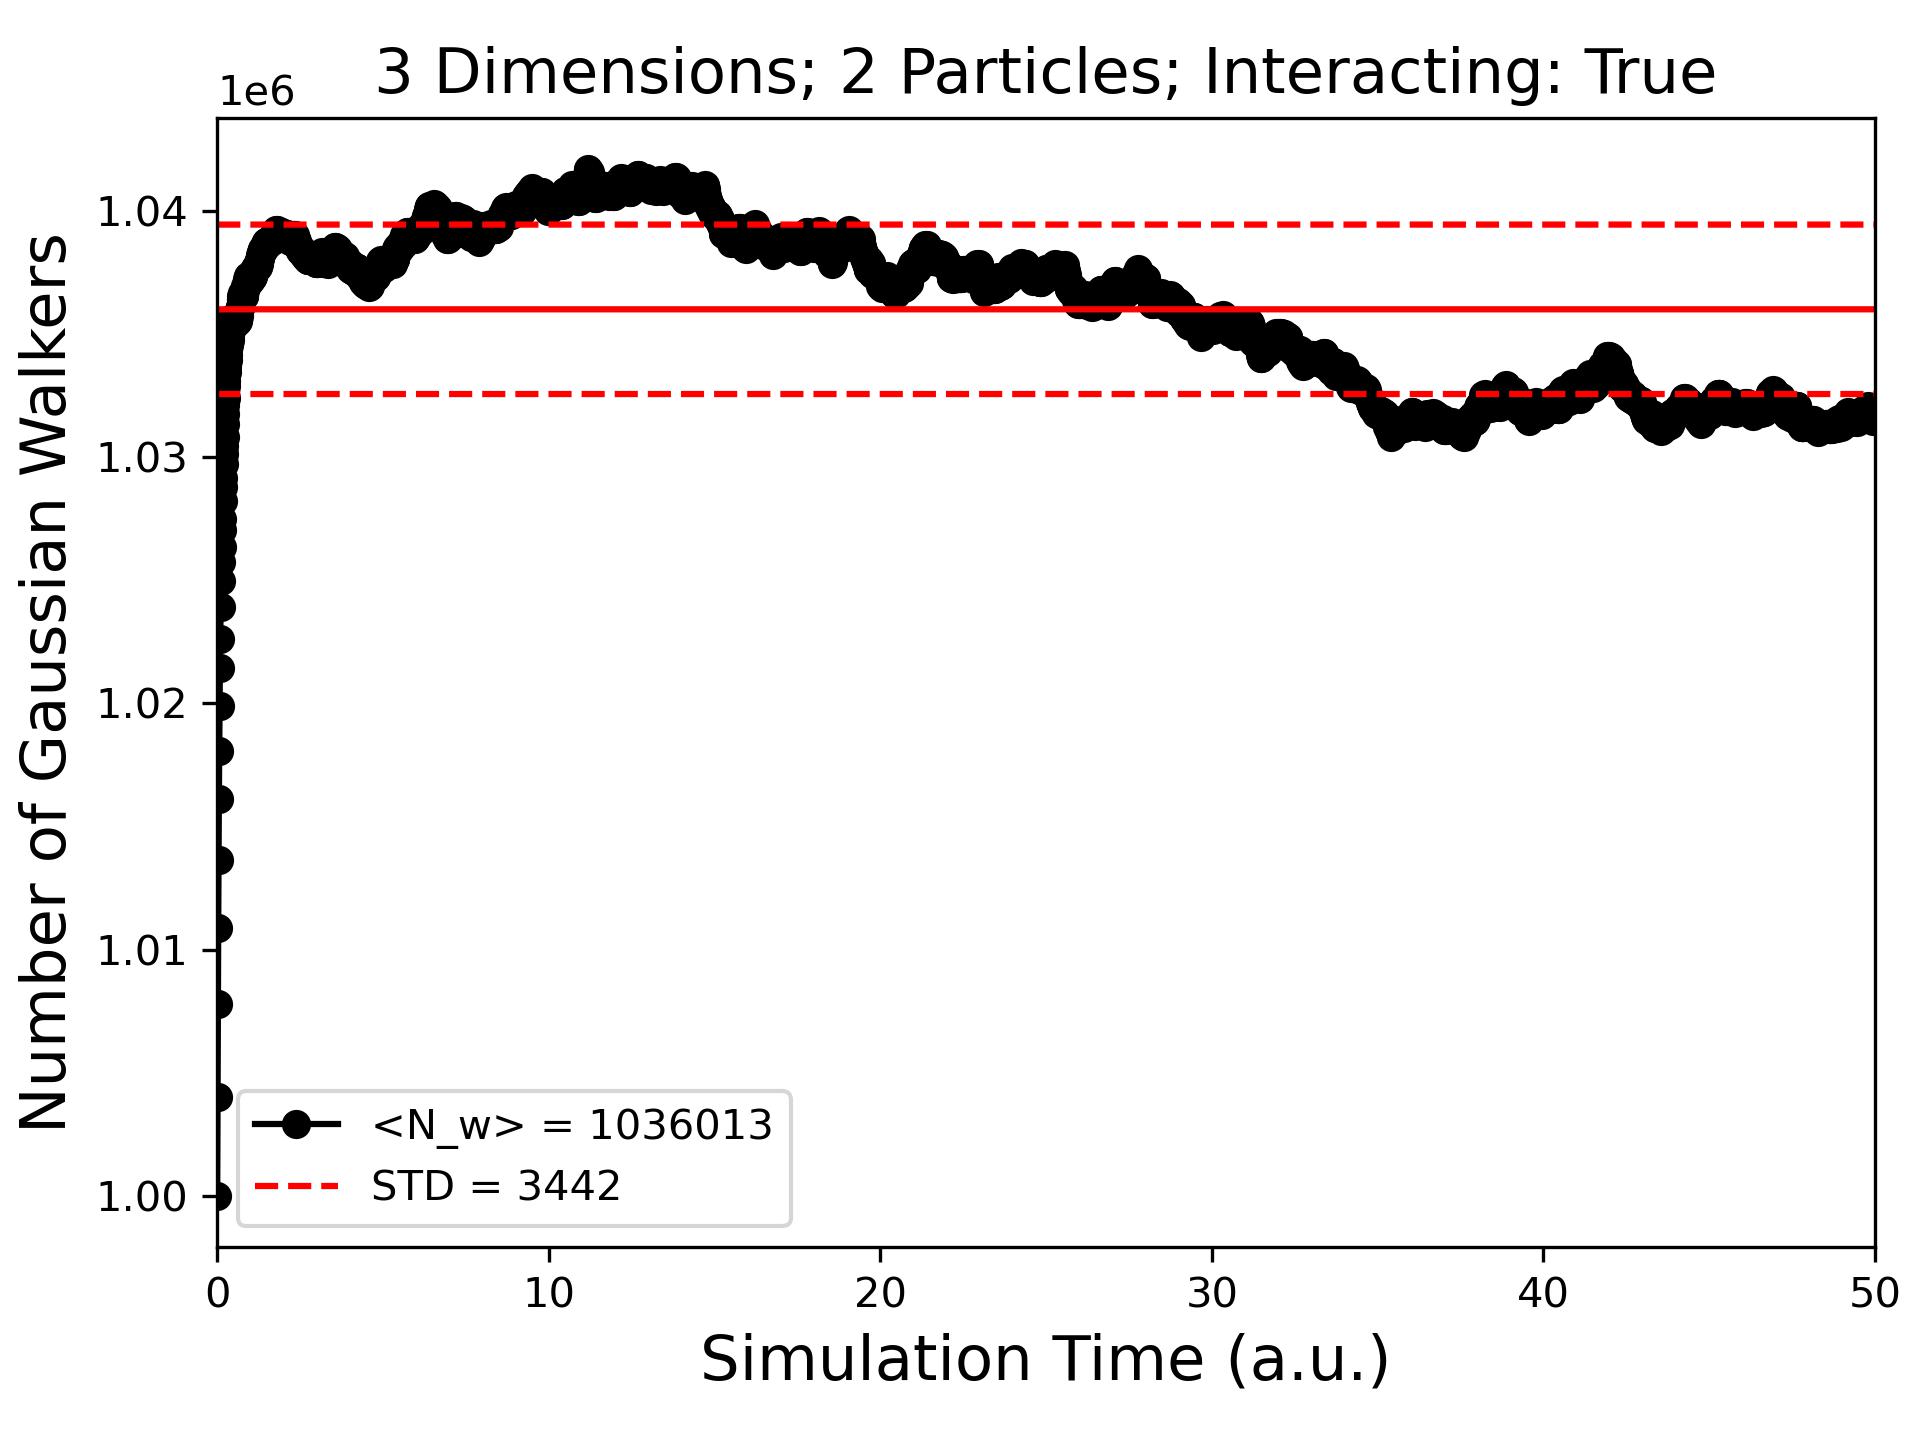 3 Dimensions; 2 Particles; Interacting: True
1e6
Number of Gaussian Walkers
1.04
1.03
1.02
1.01
1.00
<N_w> = 1036013
STD = 3442
0 10 20 30 40 50
Simulation Time (a.u.)